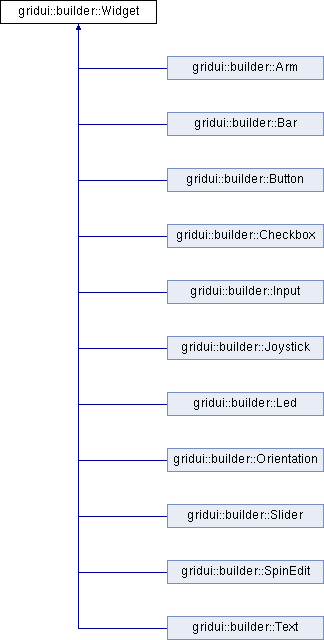 gridui::builder::Widget
gridui::builder::Arm
gridui::builder::Bar
gridui::builder::Button
gridui::builder::Checkbox
gridui::builder::Input
gridui::builder::Joystick
gridui::builder::Led
gridui::builder::Orientation
gridui::builder::Slider
gridui::builder::SpinEdit
gridui::builder::Text